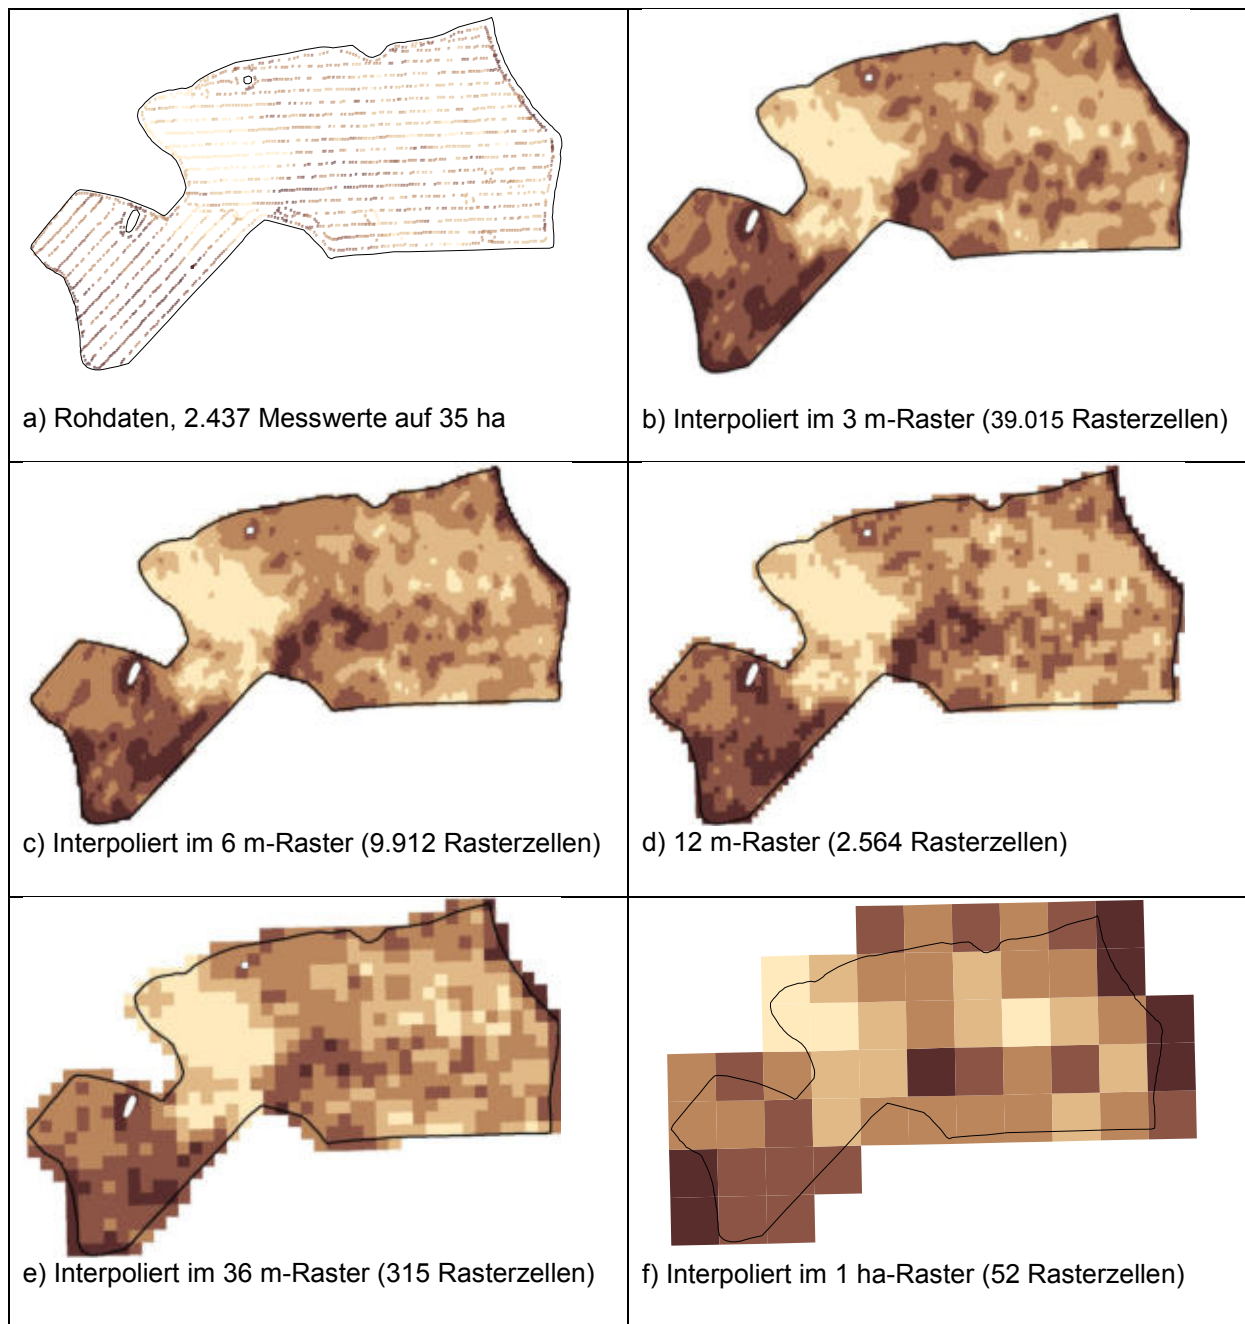 a) Rohdaten, 2.437 Messwerte auf 35 ha
b) Interpoliert im 3 m-Raster (39.015 Rasterzellen)
c) Interpoliert im 6 m-Raster (9.912 Rasterzellen)
d) 12 m-Raster (2.564 Rasterzellen)
e) Interpoliert im 36 m-Raster (315 Rasterzellen)
f) Interpoliert im 1 ha-Raster (52 Rasterzellen)